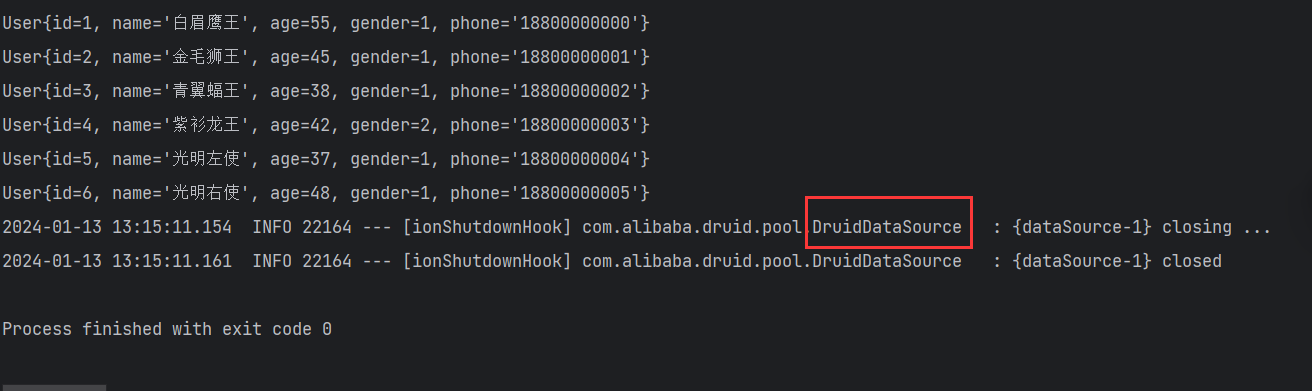 User{id=1, name='白眉鹰王', age=55, gender=1, phone='18800000000'}
User{id=2, name='金毛狮王', age=45, gender=1, phone='18800000001'}
User{id=3, name='青翼蝠王', age=38, gender=1, phone='18800000002'}
User{id=4, name='紫衫龙王', age=42, gender=2, phone='18800000003'}
User{id=5, name='光明左使', age=37, gender=1, phone='18800000004'}
User{id=6, name='光明右使', age=48, gender=1, phone='18800000005'}
2024-01-13 13:15:11.154  INFO 22164 --- [ionShutdownHook] com.alibaba.druid.pool.DruidDataSource   : {dataSource-1} closing ...
2024-01-13 13:15:11.161  INFO 22164 --- [ionShutdownHook] com.alibaba.druid.pool.DruidDataSource   : {dataSource-1} closed
Process finished with exit code 0